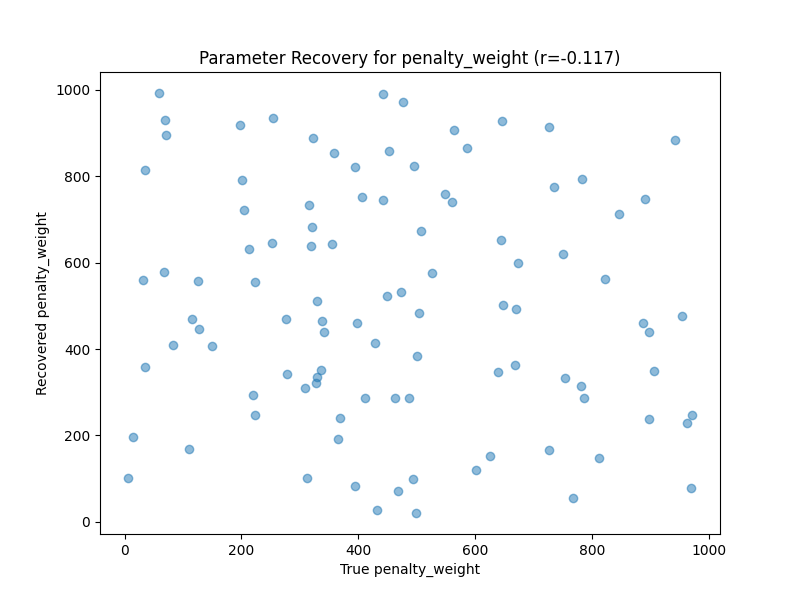 Parameter Recovery for penalty_weight (r=-0.117)
1000
800
600
400
200
0
Recovered penalty_weight
0 200 400 600 800 1000
True penalty_weight